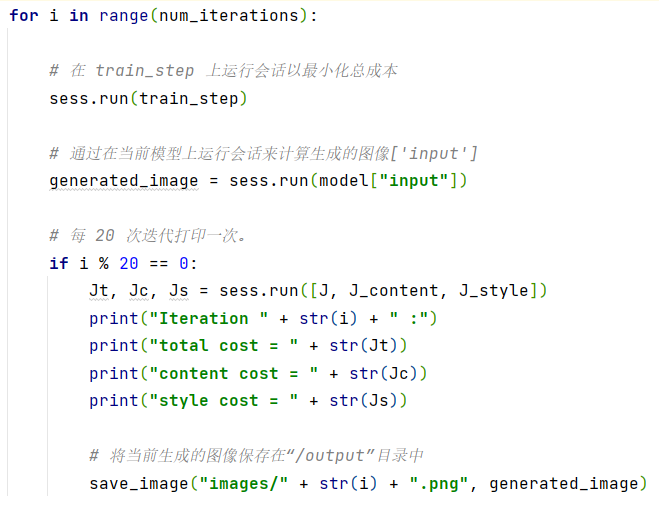 for i in range(num_iterations):
# 在 train_step 上运行会话以最小化总成本
sess.run(train_step)
# 通过在当前模型上运行会话来计算生成的图像['input']
generated_image = sess.run(model["input"])
# 每 20 次迭代打印一次。
if i % 20 == 0:
Jt, Jc, Js = sess.run([J, J_content, J_style])
print("Iteration " + str(i) + " :")
print("total cost = " + str(Jt))
print("content cost = " + str(Jc))
print("style cost = " + str(Js))
# 将当前生成的图像保存在“/output”目录中
save_image("images/" + str(i) + ".png", generated_image)